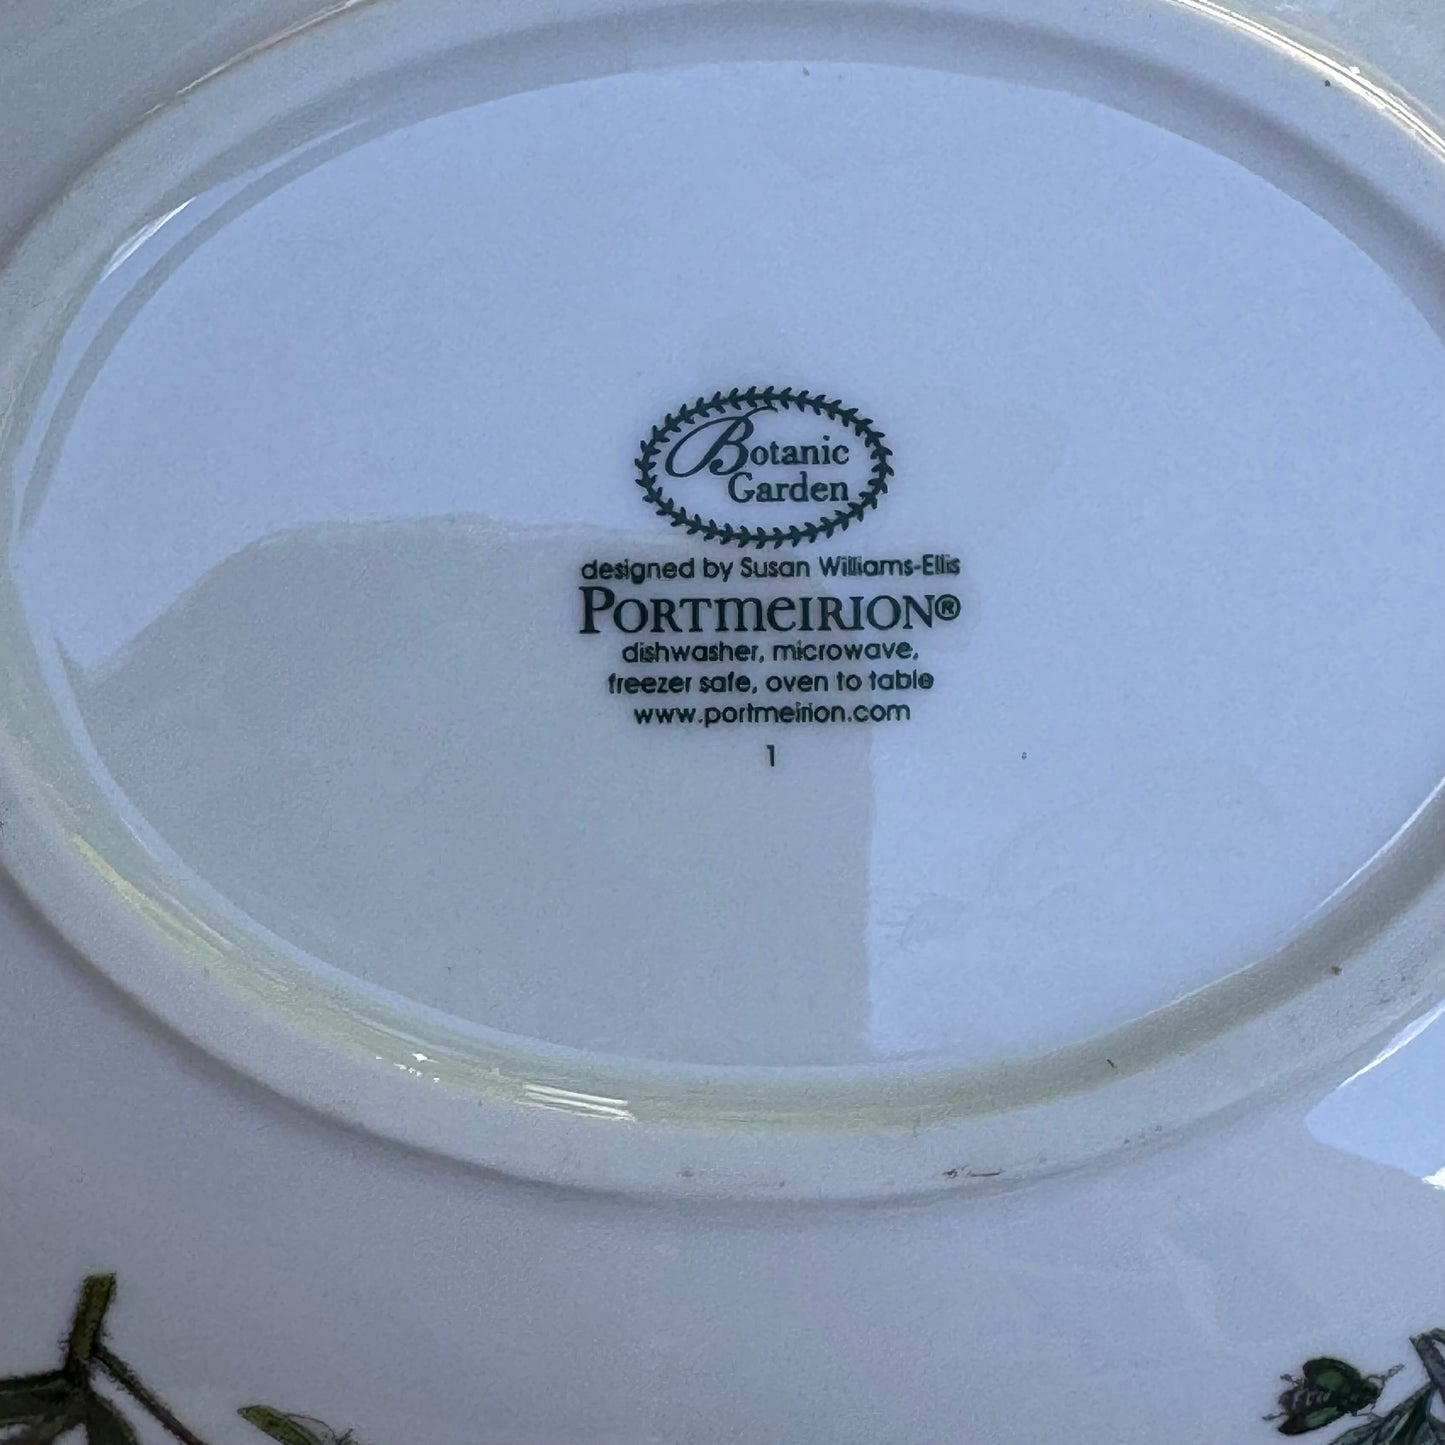 Botanic
Garden
designed by Susan Williams-Ellis
PORTMEIRION®
dishwasher, microwave,
freezer safe, oven to table
www.portmeirion.com
1